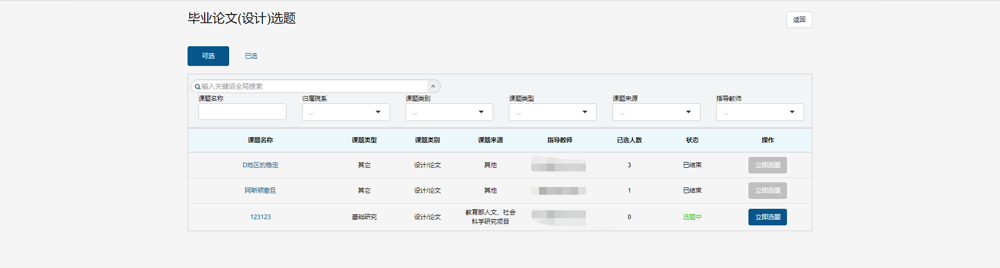 毕业论文(设计)选题
返回
可选 已选
输入关键词全局搜索
课题名称 归属院系 课题类别 课题类型 课题来源 指导教师
... ... ... ... ...
课题名称 课题类型 课题类别 课题来源 指导教师 已选人数 状态 操作
D地区的稳定 其它 设计/论文 其他 3 已结束 立即选题
阿斯顿撒旦 其它 设计/论文 其他 1 已结束 立即选题
123123 基础研究 设计/论文 教育部人文、社会 0 选题中 立即选题
科学研究项目